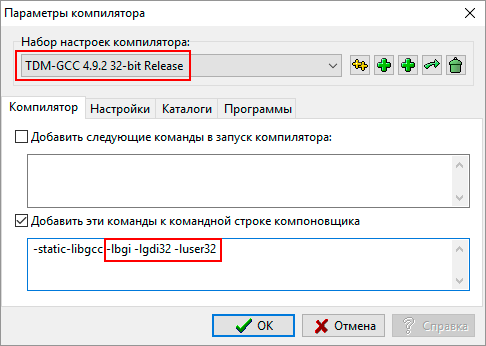 Параметры компилятора
Набор настроек компилятора:
TDM-GCC 4.9.2 32-bit Release
Компилятор Настройки Каталоги Программы
Добавить следующие команды в запуск компилятора:
Добавить эти команды к командной строке компоновщика
-static-libgcc -lbgi -lgdi32 -luser32
OK Отмена Справка